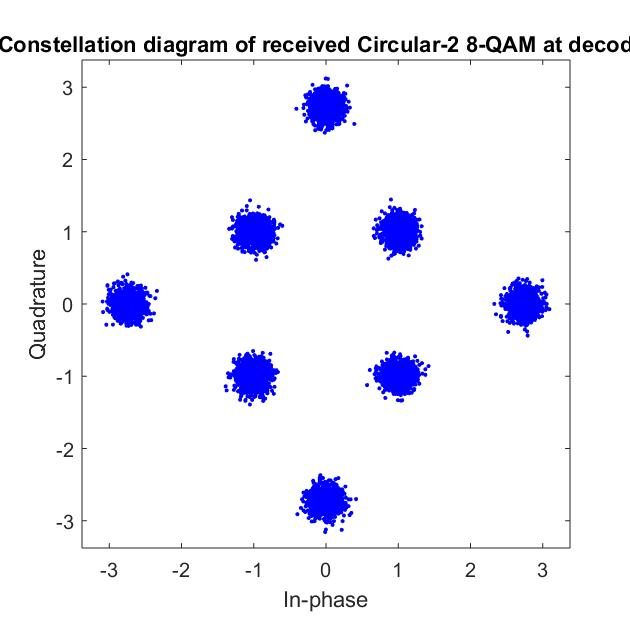 Constellation diagram of received Circular-2 8-QAM at decod
3
2
1
0
-1
-2
-3
Quadrature
-3 -2 -1 0 1 2 3
In-phase